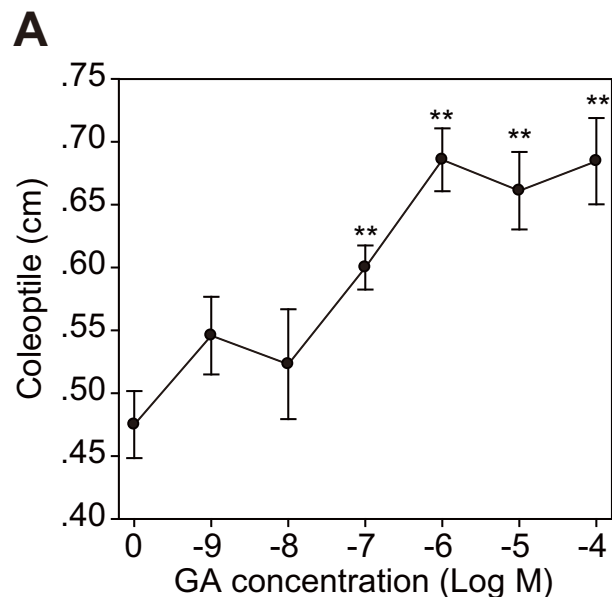 A
.75
.70
.65
.60
.55
.50
.45
.40
Coleoptile (cm)
** ** ** **
0 -9 -8 -7 -6 -5 -4
GA concentration (Log M)